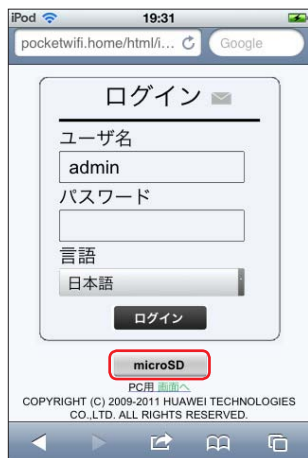 iPod 19:31
pocketwifi.home/html/i... Google
ログイン
ユーザ名
admin
パスワード
言語
日本語
ログイン
microSD
PC用 画面へ
COPYRIGHT (C) 2009-2011 HUAWEI TECHNOLOGIES
CO.,LTD. ALL RIGHTS RESERVED.